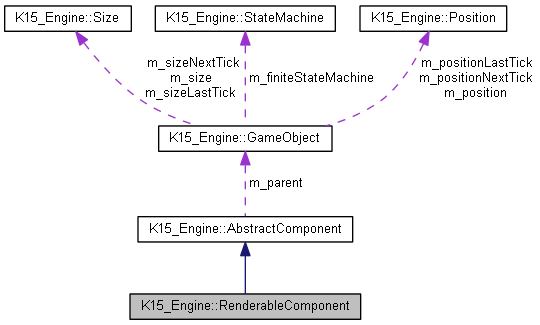 K15_Engine::Size
K15_Engine::StateMachine
K15_Engine::Position
m_sizeNextTick
m_size
m_sizeLastTick
m_finiteStateMachine
m_positionLastTick
m_positionNextTick
m_position
K15_Engine::GameObject
m_parent
K15_Engine::AbstractComponent
K15_Engine::RenderableComponent